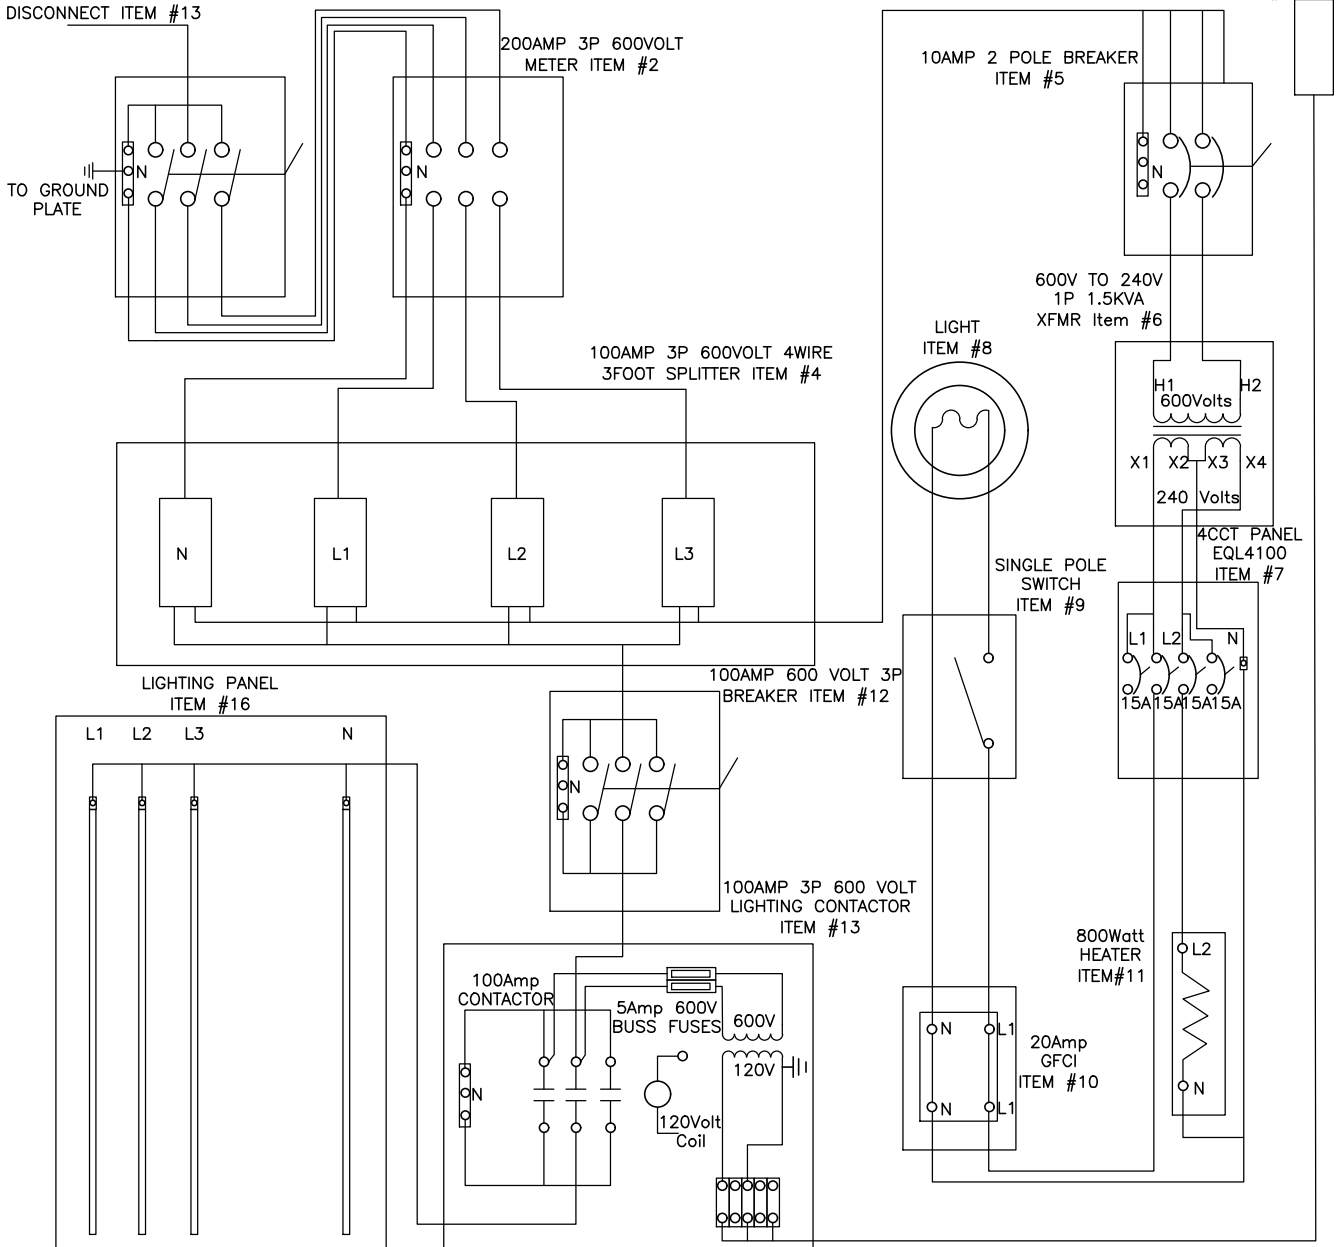 DISCONNECT ITEM #13
200AMP 3P 600VOLT
METER ITEM #2
10AMP 2 POLE BREAKER
ITEM #5
N
N
N
TO GROUND
PLATE
600V TO 240V
1P 1.5KVA
XFMR Item #6
LIGHT
ITEM #8
100AMP 3P 600VOLT 4WIRE
3FOOT SPLITTER ITEM #4
H1
H2
600Volts
X1
X2
X3
X4
240 Volts
4CCT PANEL
EQL4100
ITEM #7
N
L1
L2
L3
SINGLE POLE
SWITCH
ITEM #9
L1
L2
N
15A
15A
15A
15A
LIGHTING PANEL
ITEM #16
100AMP 600 VOLT 3P
BREAKER ITEM #12
L1
L2
L3
N
N
100AMP 3P 600 VOLT
LIGHTING CONTACTOR
ITEM #13
800Watt
HEATER
ITEM#11
L2
N
100Amp
CONTACTOR
5Amp 600V
BUSS FUSES
600V
120V
N
120Volt
Coil
N
L1
N
L1
20Amp
GFCI
ITEM #10